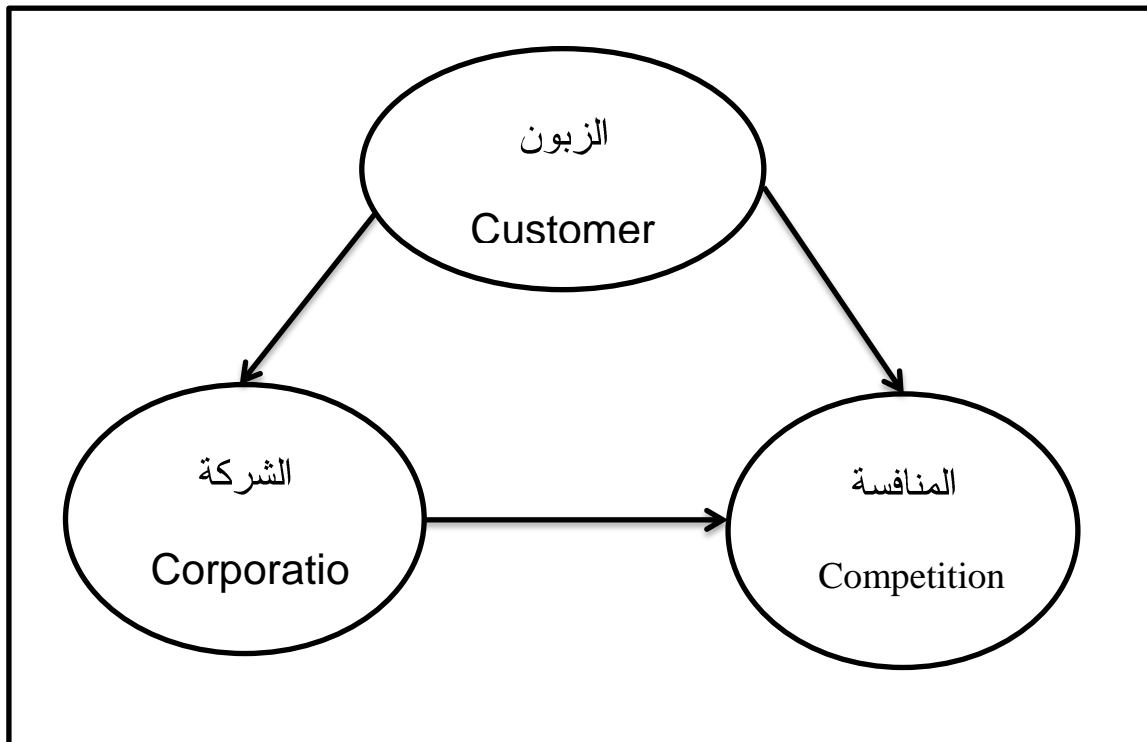 الزبون
Customer
الشركة
Corporatio
المنافسة
Competition